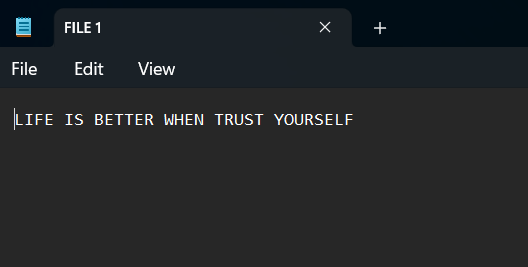 FILE 1
File Edit View
LIFE IS BETTER WHEN TRUST YOURSELF